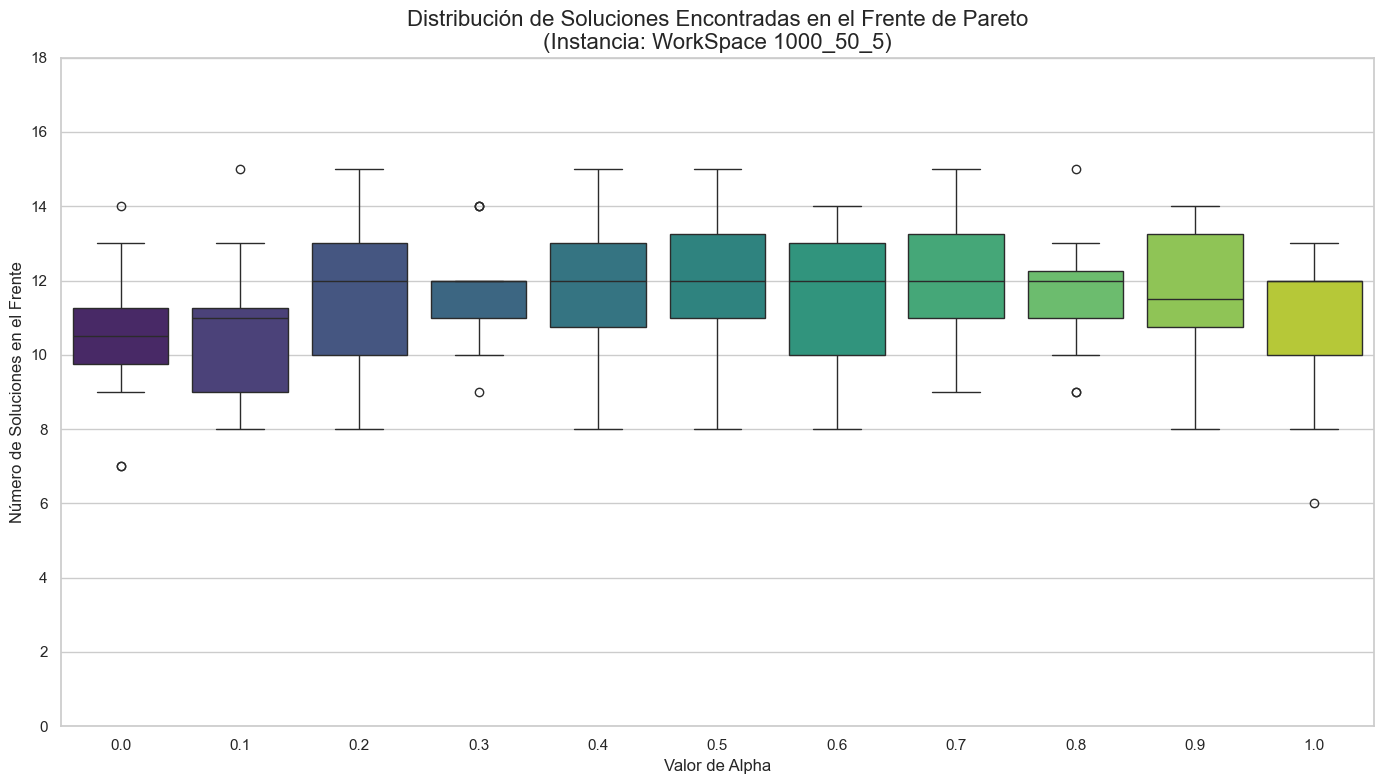 Distribución de Soluciones Encontradas en el Frente de Pareto
(Instancia: WorkSpace 1000_50_5)
Número de Soluciones en el Frente
18
16
14
12
10
8
6
4
2
0
0.0 0.1 0.2 0.3 0.4 0.5 0.6 0.7 0.8 0.9 1.0
Valor de Alpha